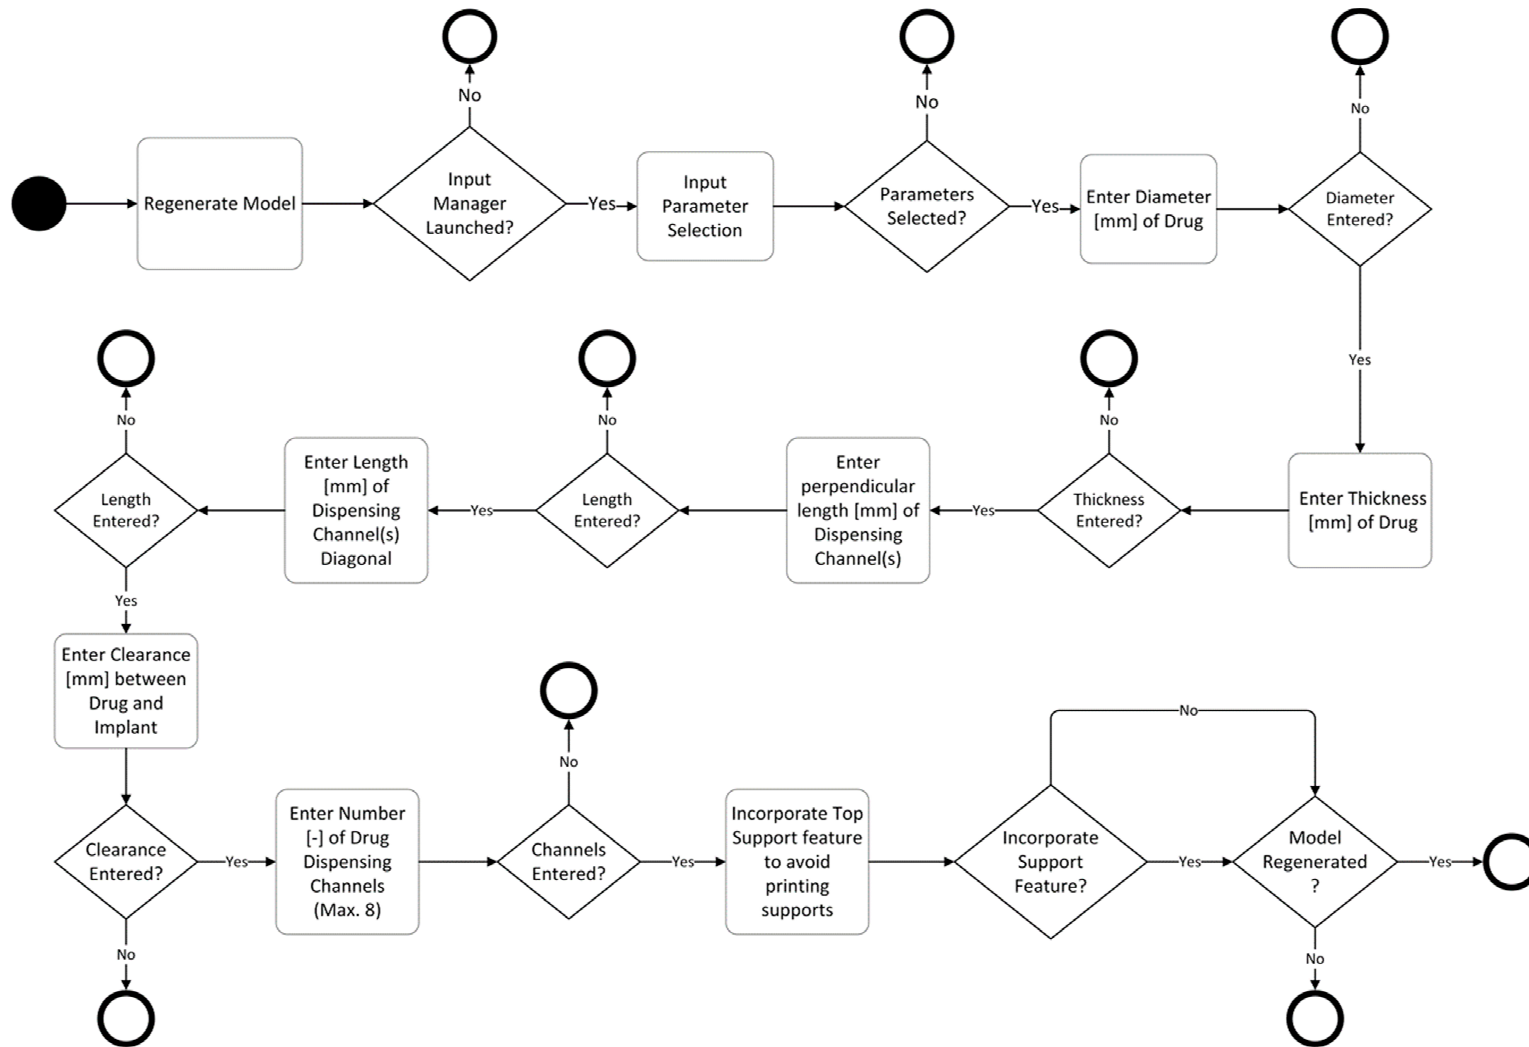 No
No
No
Regenerate Model
Input
Manager
Launched?
Yes
Input
Parameter
Selection
Parameters
Selected?
Yes
Enter Diameter
[mm] of Drug
Diameter
Entered?
Yes
No
No
No
Enter Thickness
[mm] of Drug
Thickness
Entered?
Yes
Enter
perpendicular
length [mm] of
Dispensing
Channel(s)
Length
Entered?
Yes
Enter Length
[mm] of
Dispensing
Channel(s)
Diagonal
Length
Entered?
Yes
Enter Clearance
[mm] between
Drug and
Implant
Clearance
Entered?
No
Yes
Enter Number
[-] of Drug
Dispensing
Channels
(Max. 8)
Channels
Entered?
No
Yes
Incorporate Top
Support feature
to avoid
printing
supports
Incorporate
Support
Feature?
No
Yes
Model
Regenerated
?
Yes
No